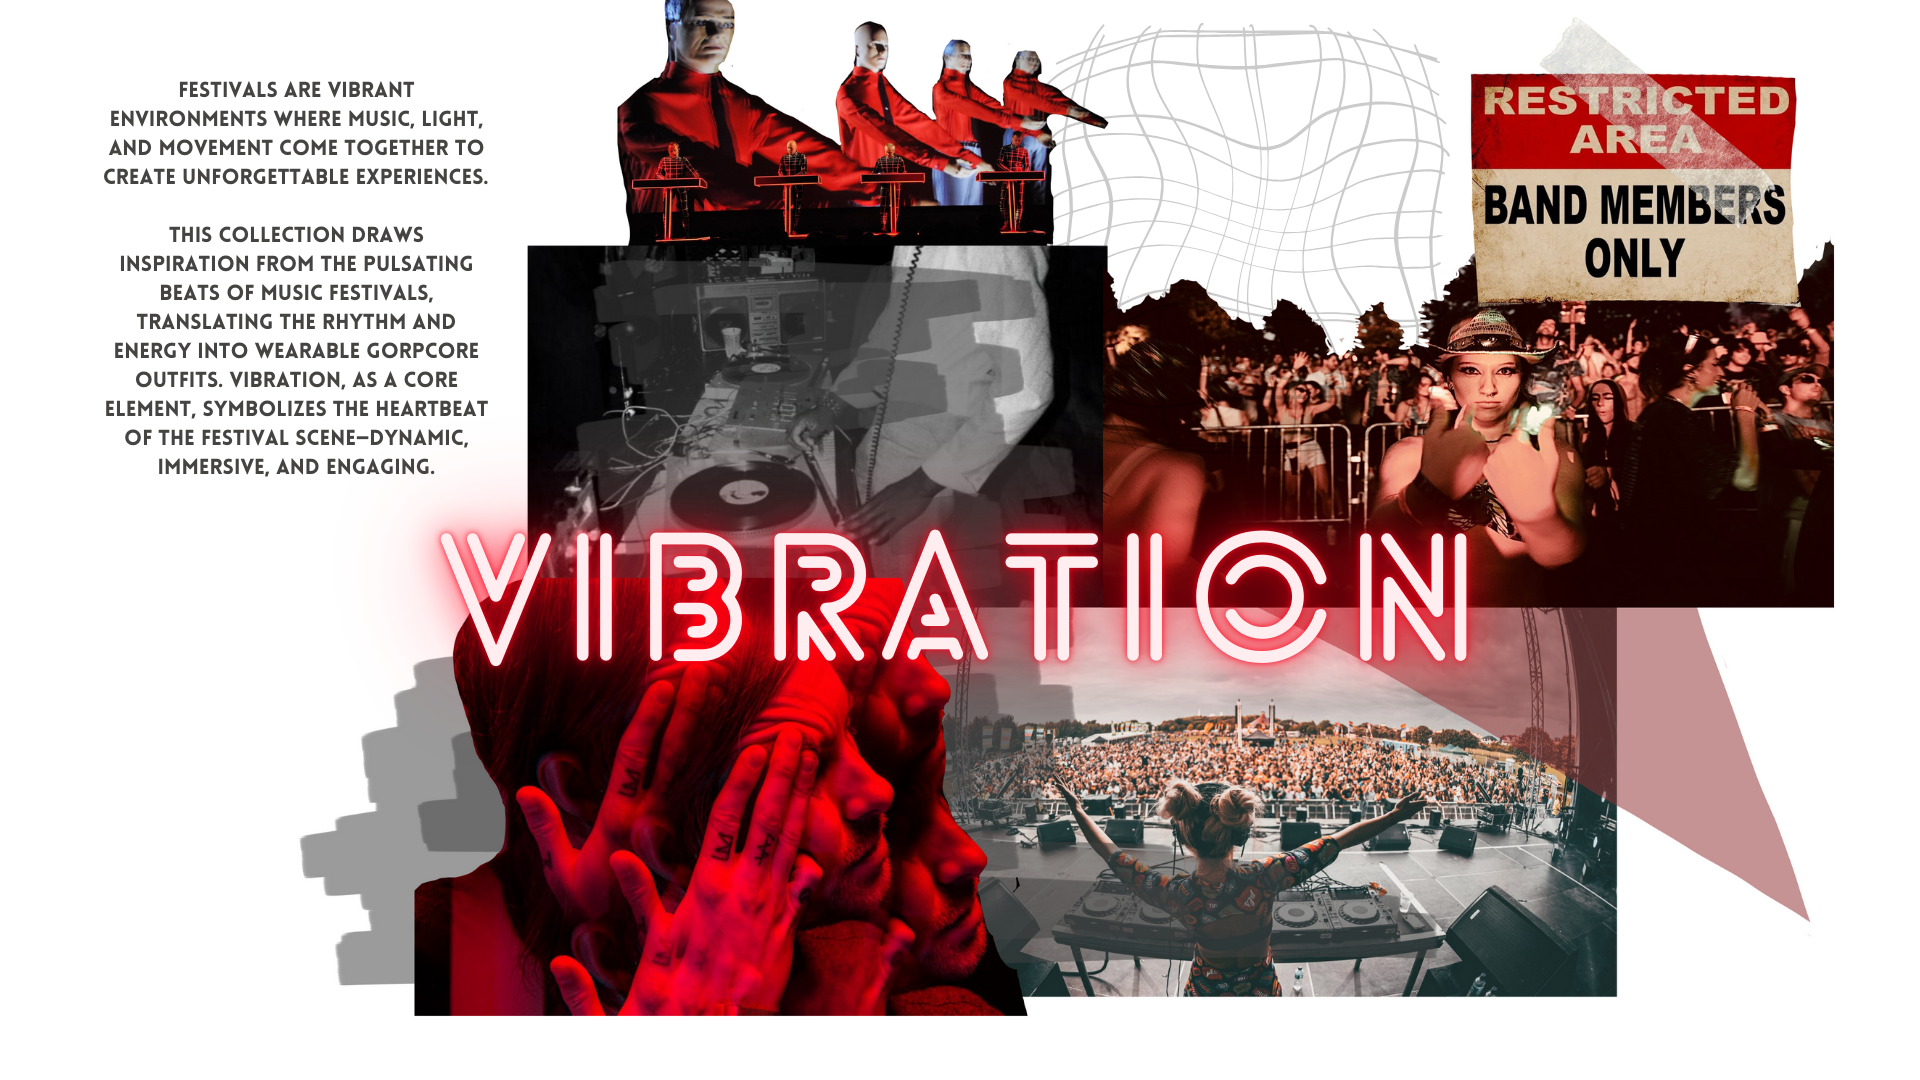 FESTIVALS ARE VIBRANT
ENVIRONMENTS WHERE MUSIC, LIGHT,
AND MOVEMENT COME TOGETHER TO
CREATE UNFORGETTABLE EXPERIENCES.
THIS COLLECTION DRAWS
INSPIRATION FROM THE PULSATING
BEATS OF MUSIC FESTIVALS,
TRANSLATING THE RHYTHM AND
ENERGY INTO WEARABLE GORPCORE
OUTFITS. VIBRATION, AS A CORE
ELEMENT, SYMBOLIZES THE HEARTBEAT
OF THE FESTIVAL SCENE—DYNAMIC,
IMMERSIVE, AND ENGAGING.
RESTRICTED
AREA
BAND MEMBERS
ONLY
VIBRATION